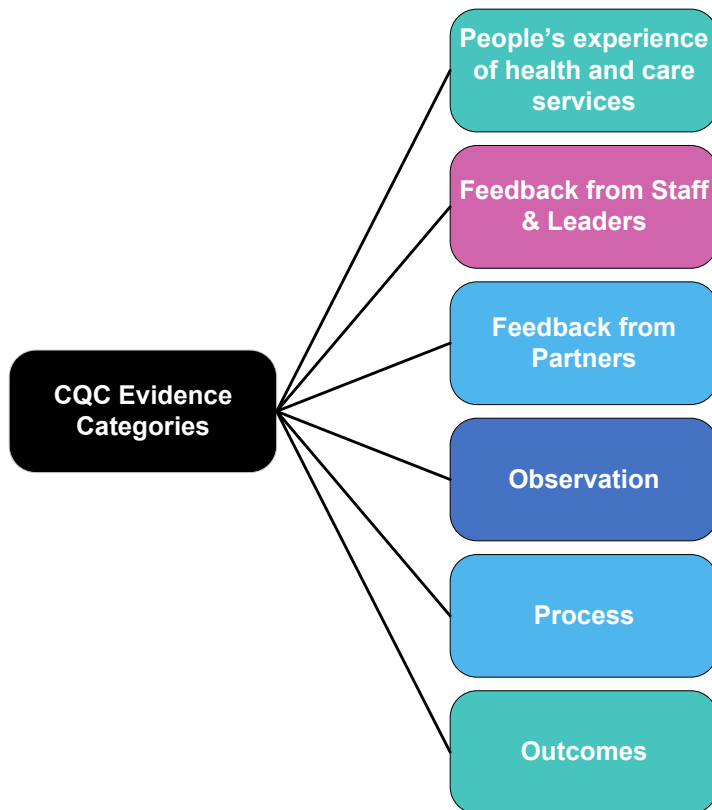 People’s experience
of health and care
services
Feedback from Staff
& Leaders
Feedback from
Partners
CQC Evidence
Categories
Observation
Process
Outcomes